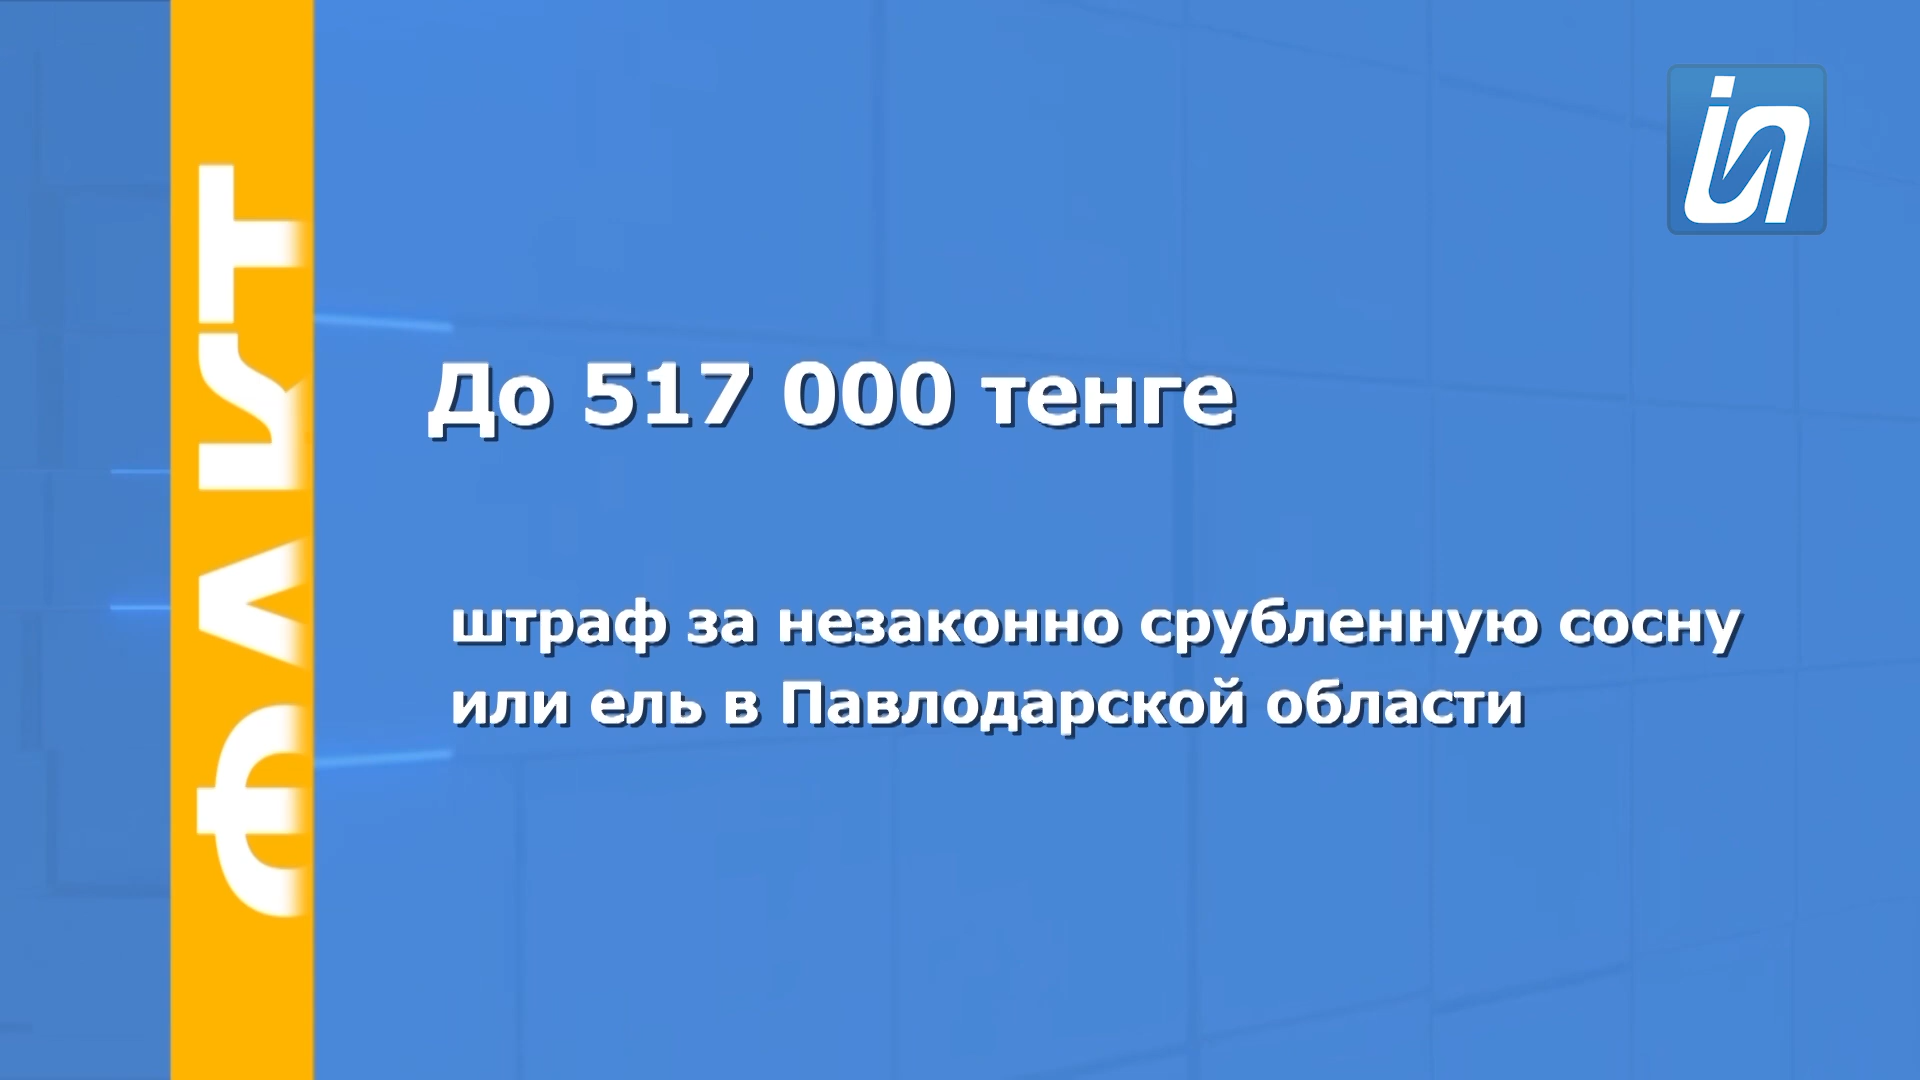 ФАКТ
До 517 000 тенге
штраф за незаконно срубленную сосну
или ель в Павлодарской области